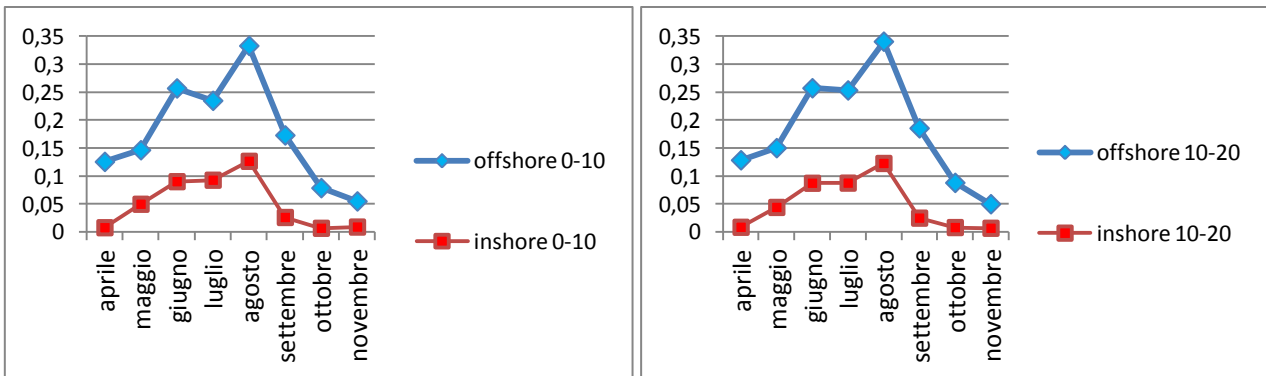 0,35
0,3
0,25
0,2
0,15
0,1
0,05
0
aprile
maggio
giugno
luglio
agosto
settembre
ottobre
novembre
offshore 0-10
inshore 0-10
0,35
0,3
0,25
0,2
0,15
0,1
0,05
0
aprile
maggio
giugno
luglio
agosto
settembre
ottobre
novembre
offshore 10-20
inshore 10-20